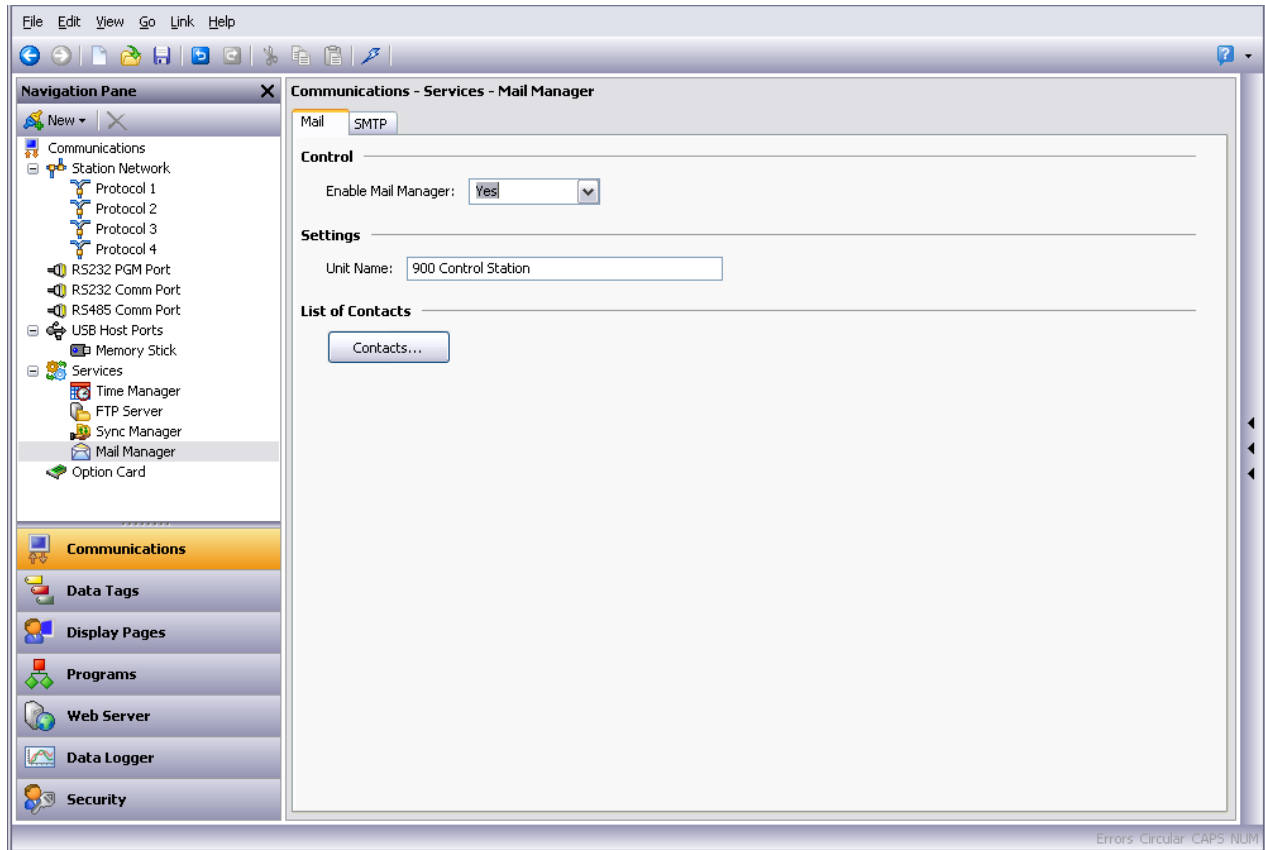 File Edit View Go Link Help
Navigation Pane
New
Communications
Station Network
Protocol 1
Protocol 2
Protocol 3
Protocol 4
RS232 PGM Port
RS232 Comm Port
RS485 Comm Port
USB Host Ports
Memory Stick
Services
Time Manager
FTP Server
Sync Manager
Mail Manager
Option Card
Communications
Data Tags
Display Pages
Programs
Web Server
Data Logger
Security
Communications - Services - Mail Manager
Mail SMTP
Control
Enable Mail Manager: Yes
Settings
Unit Name: 900 Control Station
List of Contacts
Contacts...
Errors Circular CAPS NUM